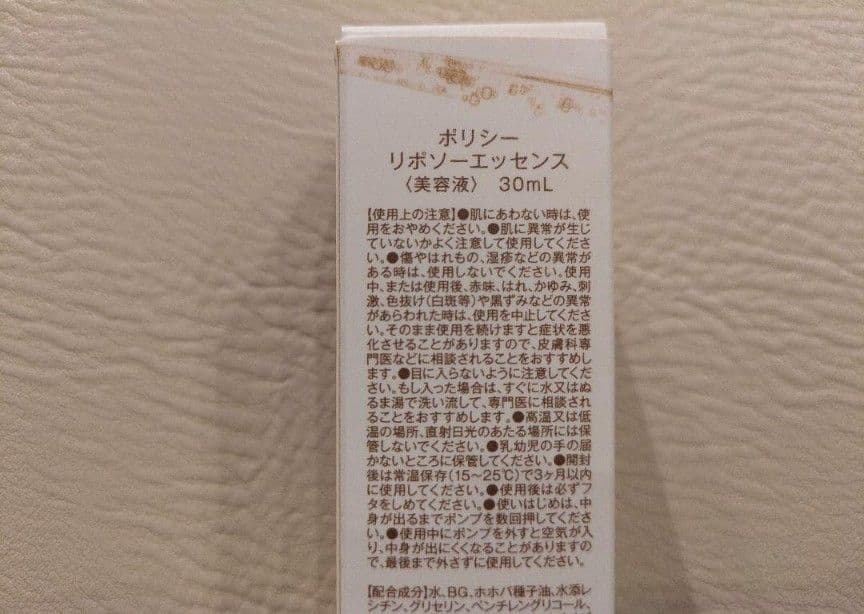 ポリシー
リポソーエッセンス
〈美容液〉 30mL
【使用上の注意】●肌にあわない時は、使
用をおやめください。●肌に異常が生じ
ていないかよく注意して使用してくださ
い。●傷やはれもの、湿疹などの異常が
ある時は、使用しないでください。使用
中、または使用後、赤味、はれ、かゆみ、刺
激、色抜け(白斑等)や黒ずみなどの異常
があらわれた時は、使用を中止してくださ
い。そのまま使用を続けますと症状を悪
化させることがありますので、皮膚科専
門医などに相談されることをおすすめし
ます。●目に入らないように注意してくだ
さい。もし入った場合は、すぐに水又はぬ
るま湯で洗い流して、専門医に相談され
ることをおすすめします。●高温又は低
温の場所、直射日光のあたる場所には保
管しないでください。●乳幼児の手の届
かないところに保管してください。●開封
後は常温保存(15〜25℃)で3ヶ月以内
に使用してください。●使用後は必ずフ
タをしめてください。●使いはじめは、中
身が出るまでポンプを数回押してくださ
い。●使用中にポンプを外すと空気が入
り、中身が出にくくなることがありますの
で、最後まで外さずに使用してください。
【配合成分】水、BG、ホホバ種子油、水添レ
シチン、グリセリン、ペンチレングリコール、